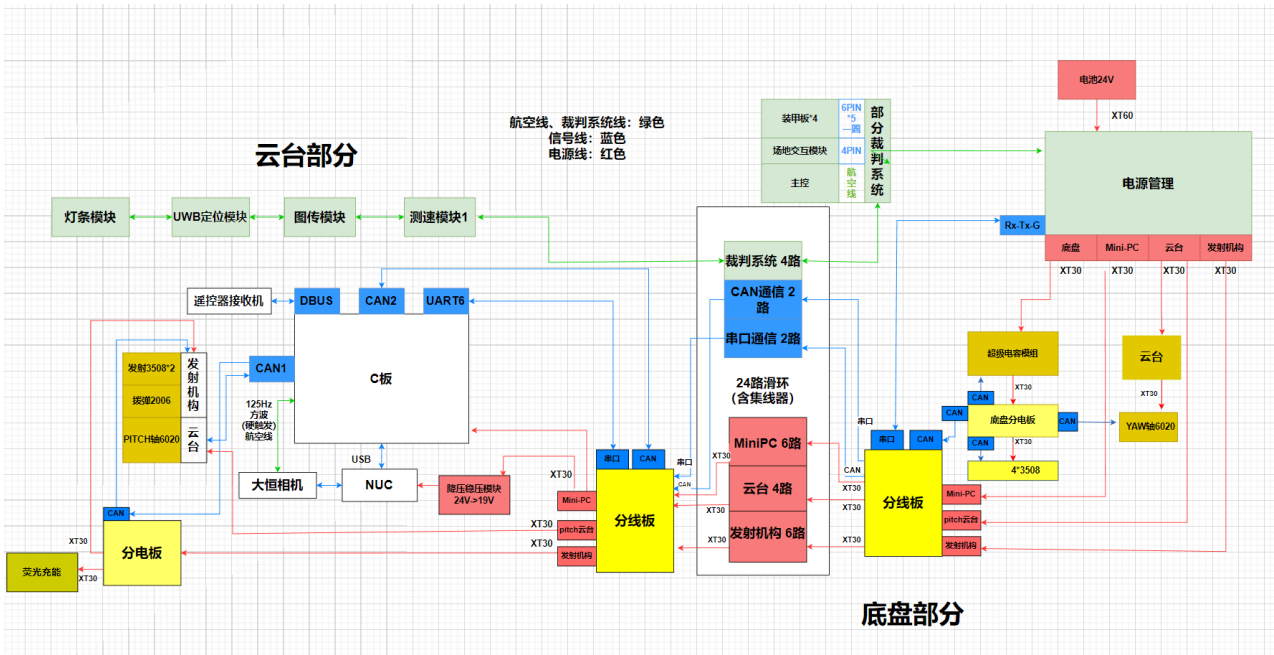 电池24V
XT60
航空线、裁判系统线：绿色
信号线：蓝色
电源线：红色
云台部分
装甲板*4
6PIN
*5
一圆
场地交互模块
4PIN
主控
航空线
部分裁判系统
电源管理
Rx-Tx-G
底盘
Mini-PC
云台
发射机构
XT30
XT30
XT30
XT30
灯条模块
UWB定位模块
图传模块
测速模块1
裁判系统 4路
CAN通信 2
路
串口通信 2路
24路滑环
（含集线器）
MiniPC 6路
云台 4路
发射机构 6路
遥控器接收机
DBUS
CAN2
UART6
CAN1
C板
发射3508*2
拨弹2006
PITCH轴6020
发射机构
云台
125Hz
方波
(硬触发)
航空线
USB
大恒相机
NUC
降压稳压模块
24V->19V
XT30
串口
CAN
串口
CAN
XT30
Mini-PC
XT30
pitch云台
XT30
发射机构
分线板
XT30
XT30
CAN
分电板
XT30
XT30
荧光充能
串口
CAN
XT30
XT30
XT30
串口
CAN
分线板
Mini-PC
pitch云台
发射机构
超级电容模组
XT30
CAN
CAN
底盘分电板
CAN
CAN
XT30
4*3508
云台
XT30
YAW轴6020
底盘部分